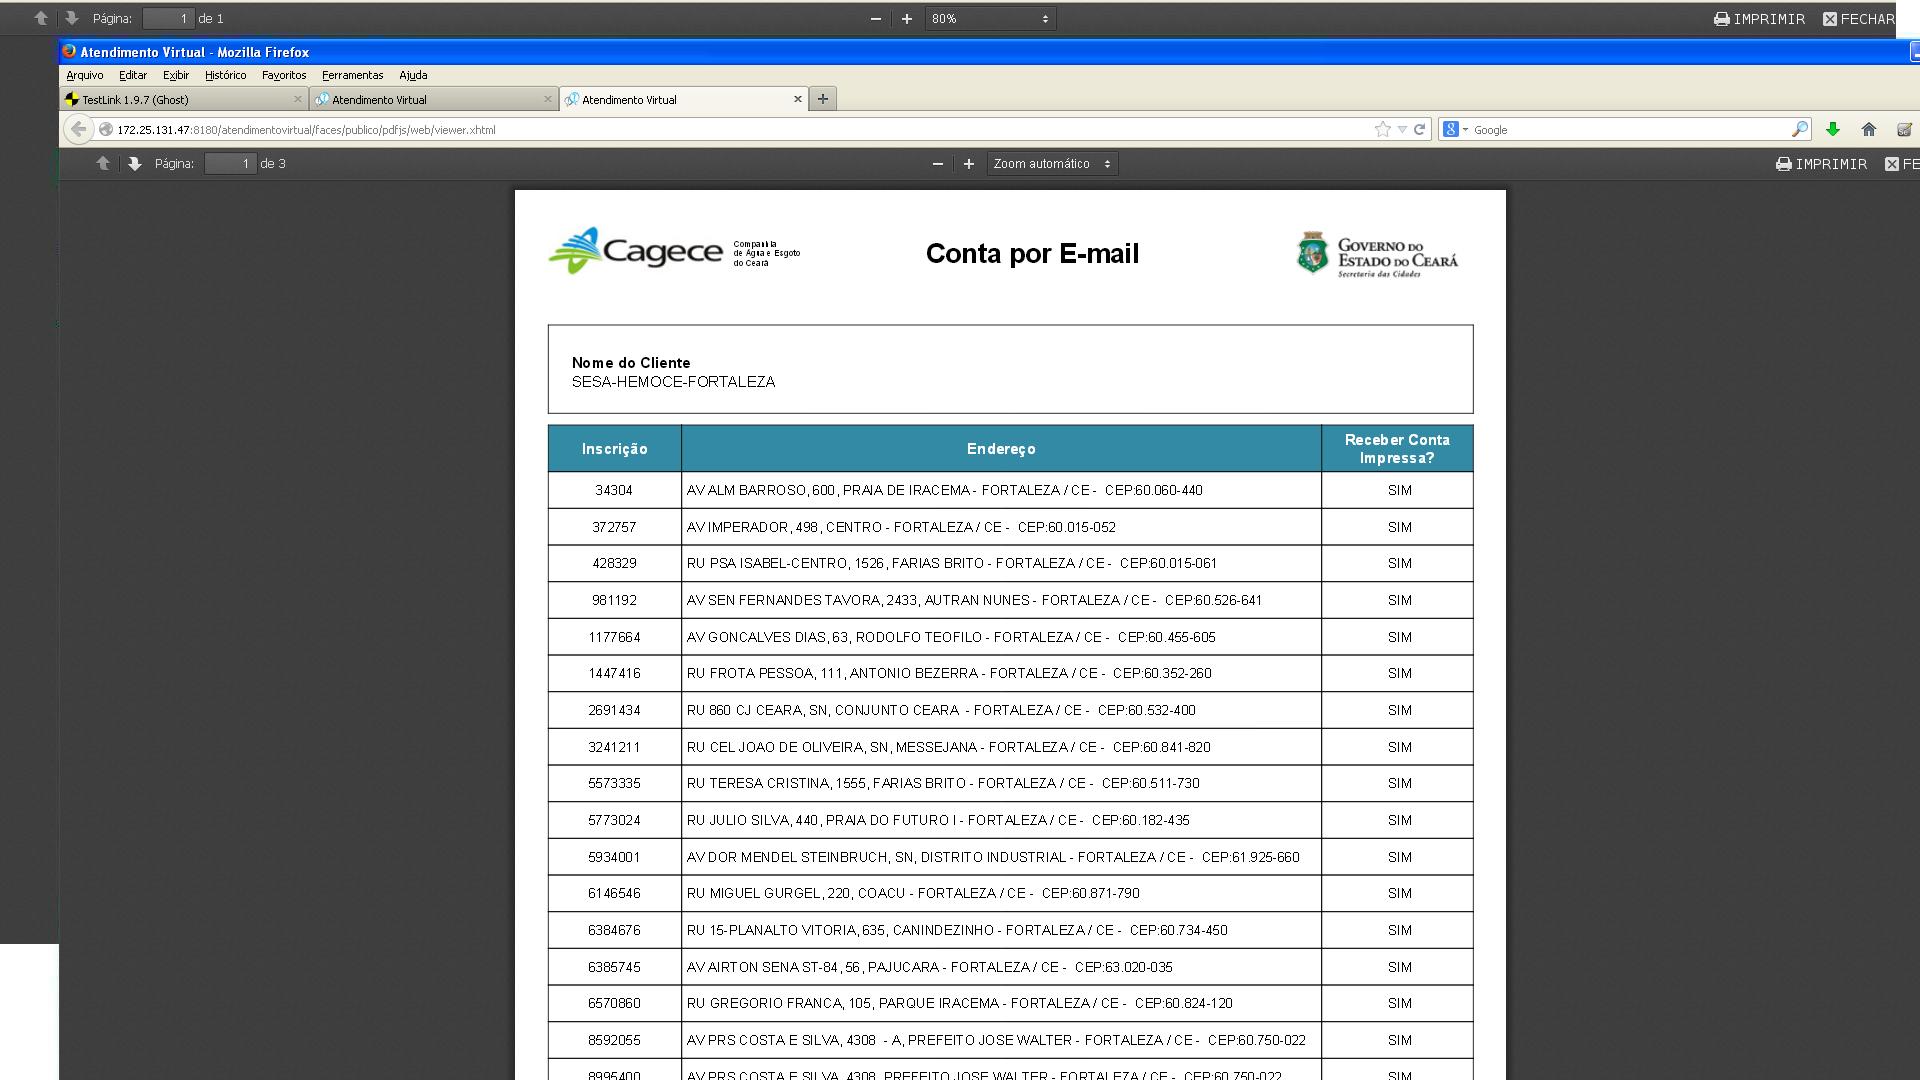 Página: 1 de 1
80%
IMPRIMIR
FECHAR
Atendimento Virtual - Mozilla Firefox
Arquivo Editar Exibir Histórico Favoritos Ferramentas Ajuda
TestLink 1.9.7 (Ghost)
Atendimento Virtual
Atendimento Virtual
172.25.131.47:8180/atendimentovirtual/faces/publico/pdfjs/web/viewer.xhtml
Google
Página: 1 de 3
Zoom automático
IMPRIMIR
FE
Cagece
Companhia
de Água e Esgoto
do Ceará
Conta por E-mail
GOVERNO DO
ESTADO DO CEARÁ
Secretaria das Cidades
Nome do Cliente
SESA-HEMOCE-FORTALEZA
Inscrição Endereço Receber Conta Impressa?
34304 AV ALM BARROSO, 600, PRAIA DE IRACEMA - FORTALEZA / CE - CEP:60.060-440 SIM
372757 AV IMPERADOR, 498, CENTRO - FORTALEZA / CE - CEP:60.015-052 SIM
428329 RU PSA ISABEL-CENTRO, 1526, FARIAS BRITO - FORTALEZA / CE - CEP:60.015-061 SIM
981192 AV SEN FERNANDES TAVORA, 2433, AUTRAN NUNES - FORTALEZA / CE - CEP:60.526-641 SIM
1177664 AV GONCALVES DIAS, 63, RODOLFO TEOFILO - FORTALEZA / CE - CEP:60.455-605 SIM
1447416 RU FROTA PESSOA, 111, ANTONIO BEZERRA - FORTALEZA / CE - CEP:60.352-260 SIM
2691434 RU 860 CJ CEARA, SN, CONJUNTO CEARA - FORTALEZA / CE - CEP:60.532-400 SIM
3241211 RU CEL JOAO DE OLIVEIRA, SN, MESSEJANA - FORTALEZA / CE - CEP:60.841-820 SIM
5573335 RU TERESA CRISTINA, 1555, FARIAS BRITO - FORTALEZA / CE - CEP:60.511-730 SIM
5773024 RU JULIO SILVA, 440, PRAIA DO FUTURO I - FORTALEZA / CE - CEP:60.182-435 SIM
5934001 AV DOR MENDEL STEINBRUCH, SN, DISTRITO INDUSTRIAL - FORTALEZA / CE - CEP:61.925-660 SIM
6146546 RU MIGUEL GURGEL, 220, COACU - FORTALEZA / CE - CEP:60.871-790 SIM
6384676 RU 15-PLANALTO VITORIA, 635, CANINDEZINHO - FORTALEZA / CE - CEP:60.734-450 SIM
6385745 AV AIRTON SENA ST-84, 56, PAJUCARA - FORTALEZA / CE - CEP:63.020-035 SIM
6570860 RU GREGORIO FRANCA, 105, PARQUE IRACEMA - FORTALEZA / CE - CEP:60.824-120 SIM
8592055 AV PRS COSTA E SILVA, 4308 - A, PREFEITO JOSE WALTER - FORTALEZA / CE - CEP:60.750-022 SIM
8995400 AV PRS COSTA E SILVA, 4308, PREFEITO JOSE WALTER - FORTALEZA / CE - CEP:60.750-022 SIM